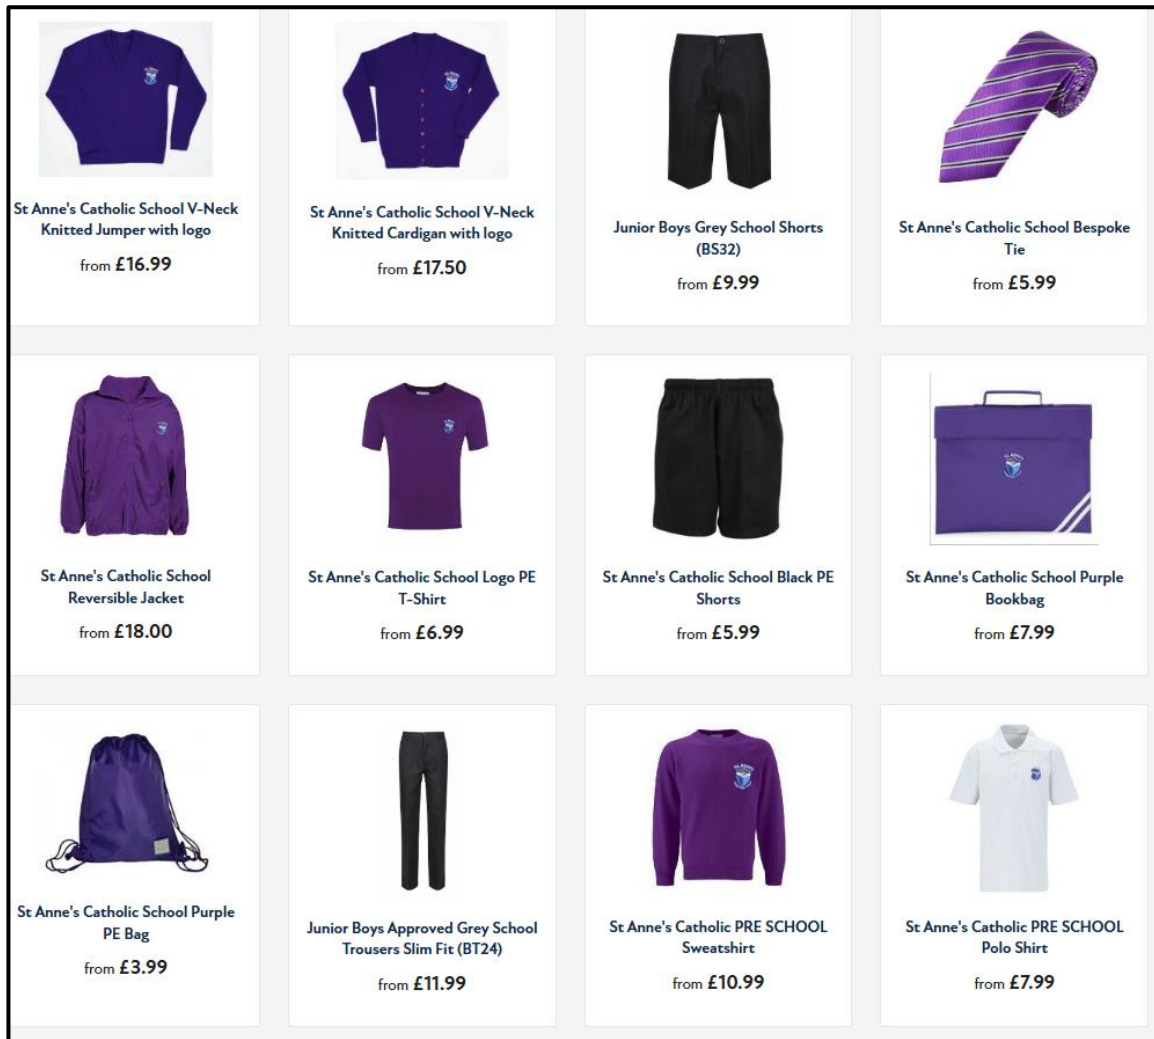 St Anne's Catholic School V-Neck
Knitted Jumper with logo
from £16.99
St Anne's Catholic School V-Neck
Knitted Cardigan with logo
from £17.50
Junior Boys Grey School Shorts
(BS32)
from £9.99
St Anne's Catholic School Bespoke
Tie
from £5.99
St Anne's Catholic School
Reversible Jacket
from £18.00
St Anne's Catholic School Logo PE
T-Shirt
from £6.99
St Anne's Catholic School Black PE
Shorts
from £5.99
St Anne's Catholic School Purple
Bookbag
from £7.99
St Anne's Catholic School Purple
PE Bag
from £3.99
Junior Boys Approved Grey School
Trousers Slim Fit (BT24)
from £11.99
St Anne's Catholic PRE SCHOOL
Sweatshirt
from £10.99
St Anne's Catholic PRE SCHOOL
Polo Shirt
from £7.99